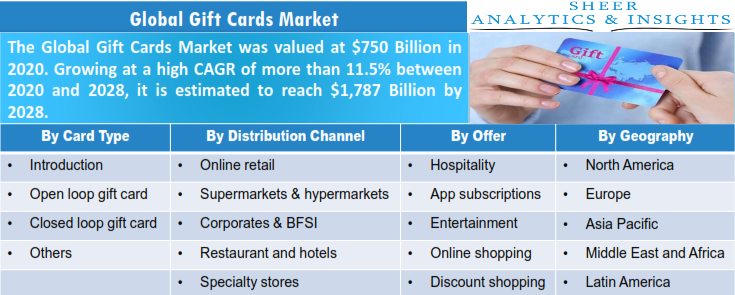 Global Gift Cards Market
SHEER
ANALYTICS & INSIGHTS
The Global Gift Cards Market was valued at $750 Billion in
2020. Growing at a high CAGR of more than 11.5% between
2020 and 2028, it is estimated to reach $1,787 Billion by
2028.
Gift
By Card Type
• Introduction
• Open loop gift card
• Closed loop gift card
• Others
By Distribution Channel
• Online retail
• Supermarkets & hypermarkets
• Corporates & BFSI
• Restaurant and hotels
• Specialty stores
By Offer
• Hospitality
• App subscriptions
• Entertainment
• Online shopping
• Discount shopping
By Geography
• North America
• Europe
• Asia Pacific
• Middle East and Africa
• Latin America